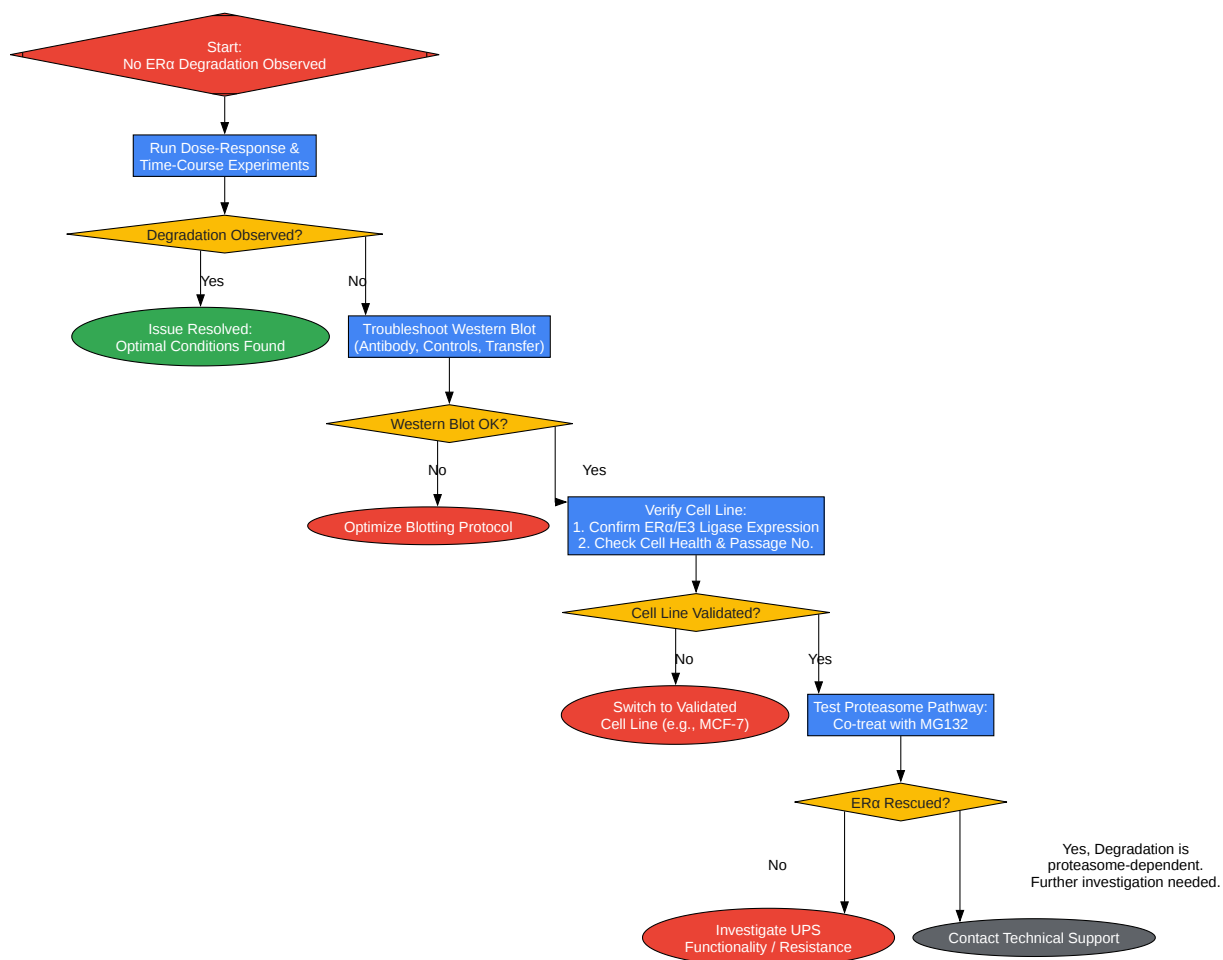 Start:
No ERα Degradation Observed
Run Dose-Response &
Time-Course Experiments
Degradation Observed?
Yes
No
Issue Resolved:
Optimal Conditions Found
Troubleshoot Western Blot
(Antibody, Controls, Transfer)
Western Blot OK?
No
Yes
Optimize Blotting Protocol
Verify Cell Line:
1. Confirm ERα/E3 Ligase Expression
2. Check Cell Health & Passage No.
Cell Line Validated?
No
Yes
Switch to Validated
Cell Line (e.g., MCF-7)
Test Proteasome Pathway:
Co-treat with MG132
ERα Rescued?
No
Yes, Degradation is
proteasome-dependent.
Further investigation needed.
Investigate UPS
Functionality / Resistance
Contact Technical Support